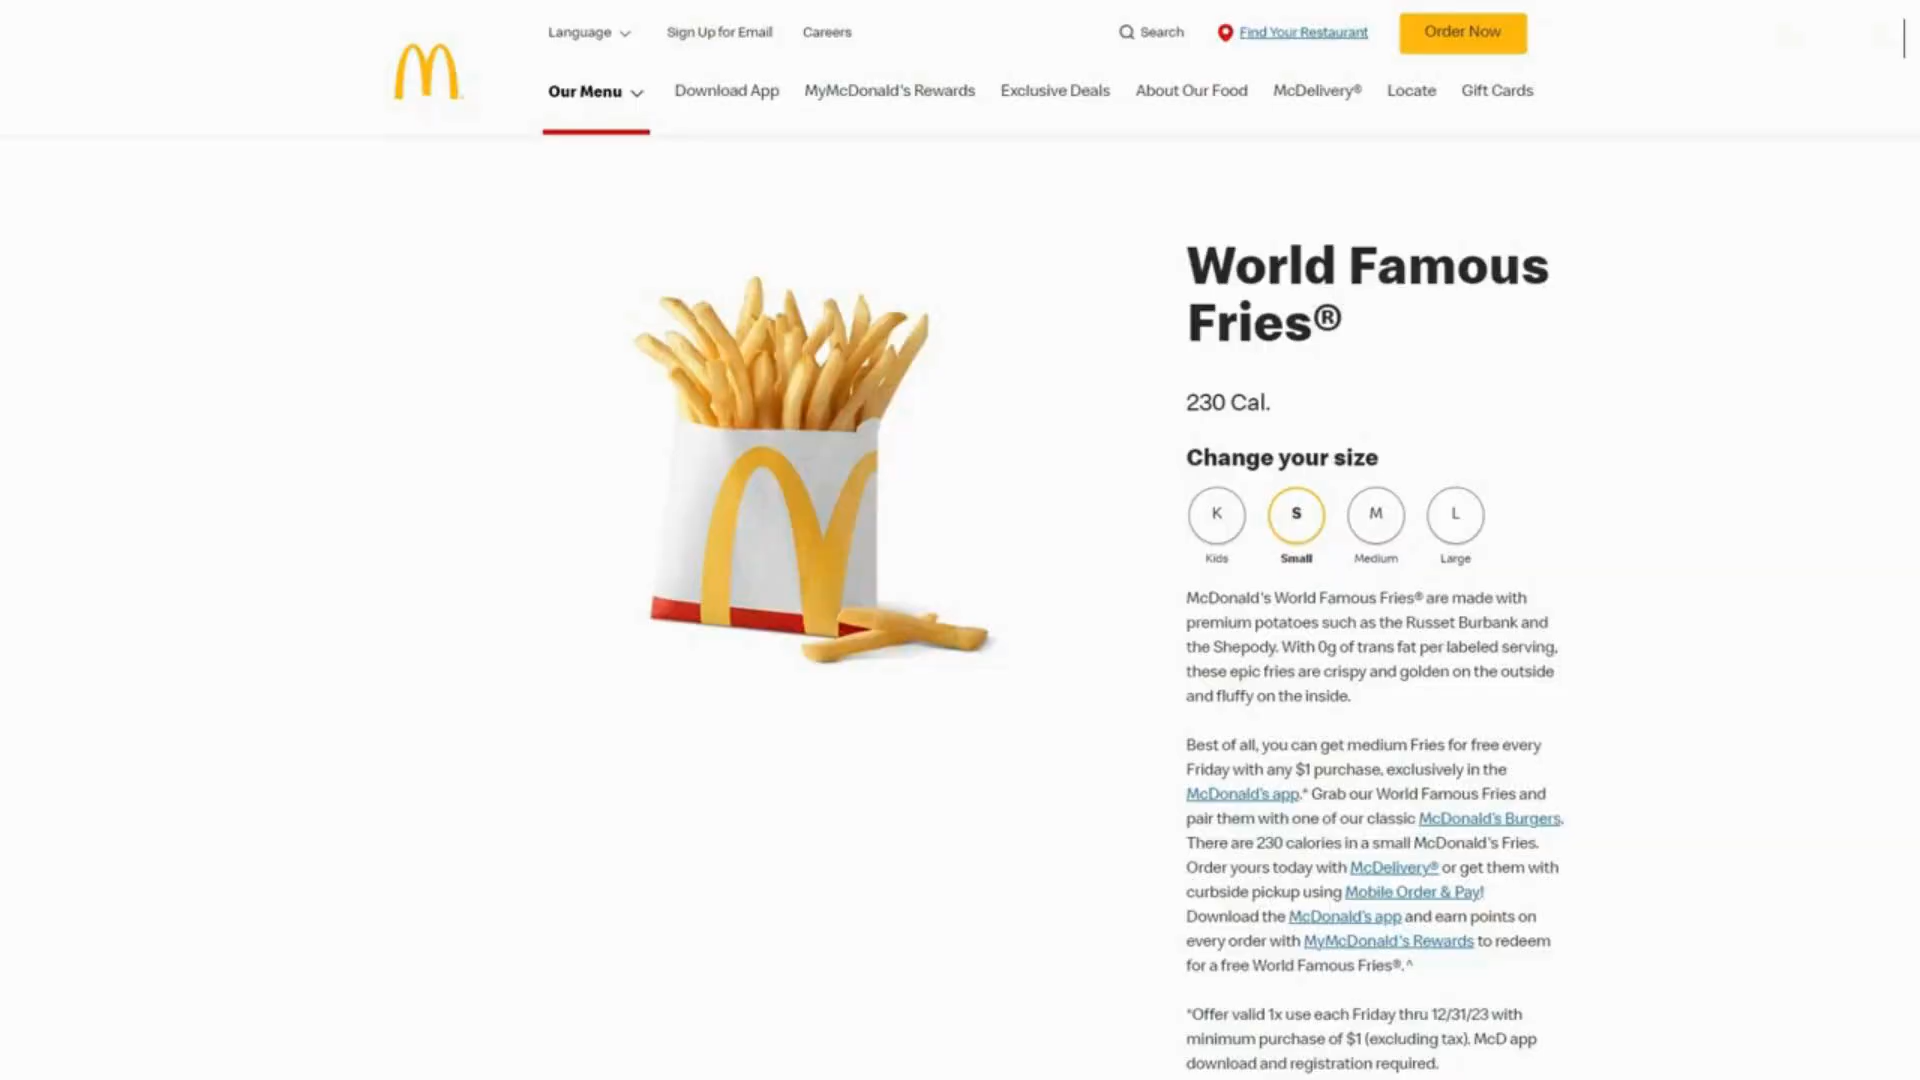 Language
Sign Up for Email
Careers
Search
Find Your Restaurant
Order Now
Our Menu
Download App
MyMcDonald's Rewards
Exclusive Deals
About Our Food
McDelivery®
Locate
Gift Cards
World Famous
Fries®
230 Cal.
Change your size
K
S
M
L
Kids
Small
Medium
Large
McDonald's World Famous Fries® are made with
premium potatoes such as the Russet Burbank and
the Shepody. With 0g of trans fat per labeled serving,
these epic fries are crispy and golden on the outside
and fluffy on the inside.
Best of all, you can get medium Fries for free every
Friday with any $1 purchase, exclusively in the
McDonald's app.* Grab our World Famous Fries and
pair them with one of our classic McDonald's Burgers.
There are 230 calories in a small McDonald's Fries.
Order yours today with McDelivery® or get them with
curbside pickup using Mobile Order & Pay!
Download the McDonald's app and earn points on
every order with MyMcDonald's Rewards to redeem
for a free World Famous Fries®.^
*Offer valid 1x use each Friday thru 12/31/23 with
minimum purchase of $1 (excluding tax). McD app
download and registration required.